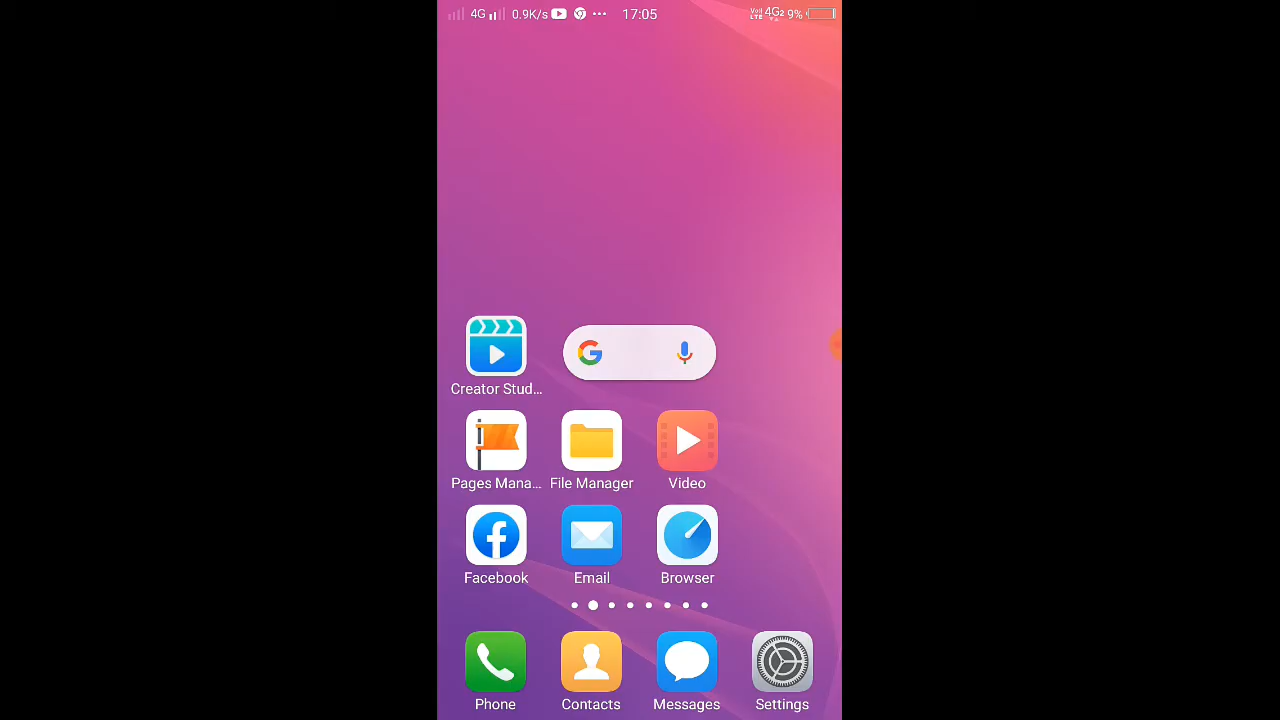 4G 0.9K/s 17:05 4G2 9%
Creator Stud...
Pages Mana... File Manager Video
Facebook Email Browser
Phone Contacts Messages Settings